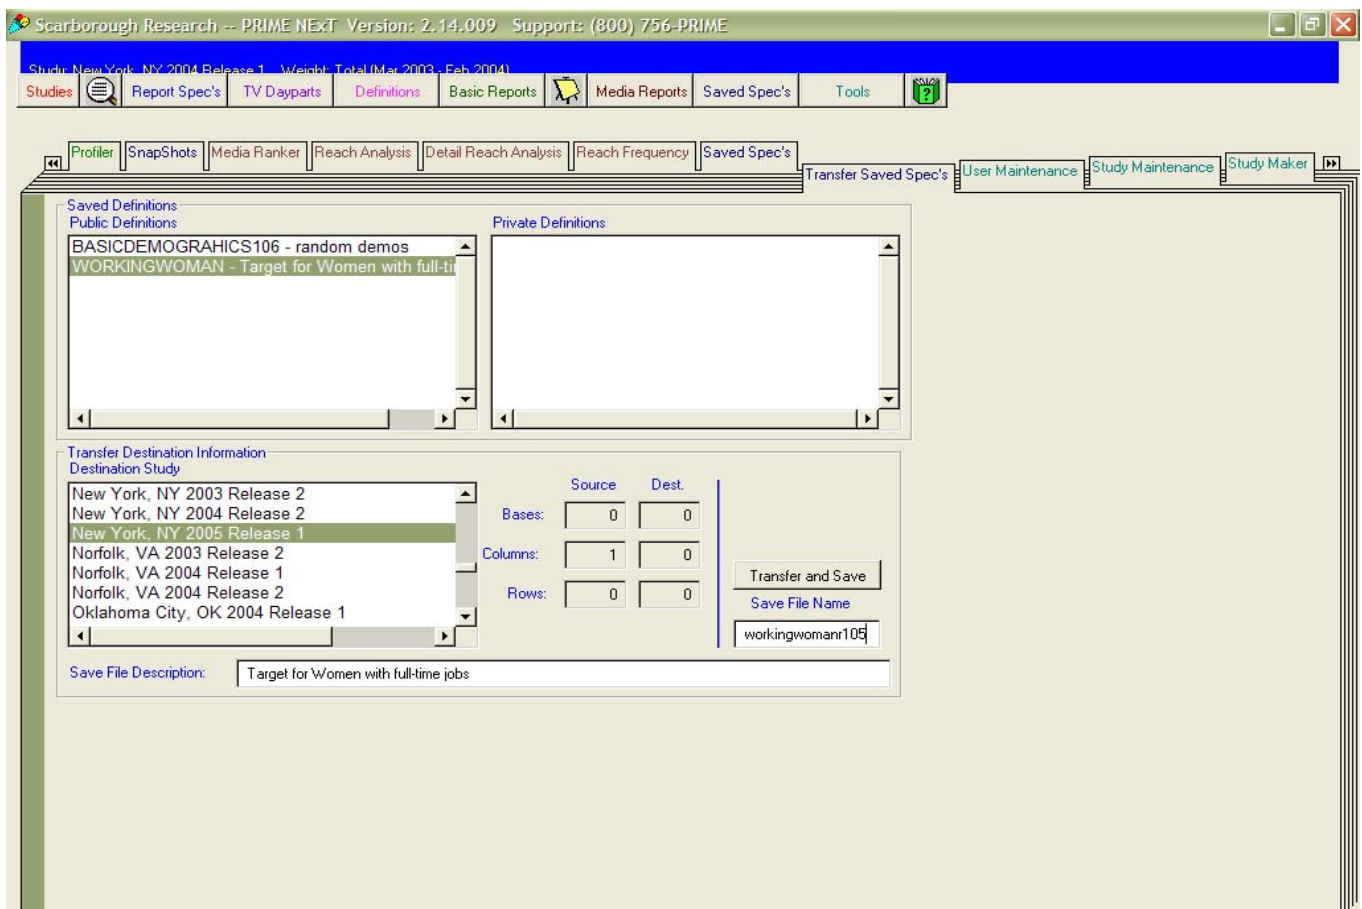 Scarborough Research -- PRIME NExT Version: 2.14.009 Support: (800) 756-PRIME
Study: New York, NY 2004 Release 1 Weight: Total (Mar 2003 - Feb 2004)
Studies Report Spec's TV Dayparts Definitions Basic Reports Media Reports Saved Spec's Tools
Profiler SnapShots Media Ranker Reach Analysis Detail Reach Analysis Reach Frequency Saved Spec's
Transfer Saved Spec's User Maintenance Study Maintenance Study Maker
Saved Definitions
Public Definitions Private Definitions
BASICDEMOGRAHICS106 - random demos
WORKINGWOMAN - Target for Women with full-ti
Transfer Destination Information
Destination Study
New York, NY 2003 Release 2
New York, NY 2004 Release 2
New York, NY 2005 Release 1
Norfolk, VA 2003 Release 2
Norfolk, VA 2004 Release 1
Norfolk, VA 2004 Release 2
Oklahoma City, OK 2004 Release 1
Source Dest.
Bases: 0 0
Columns: 1 0
Rows: 0 0
Transfer and Save
Save File Name
workingwomanr105
Save File Description: Target for Women with full-time jobs